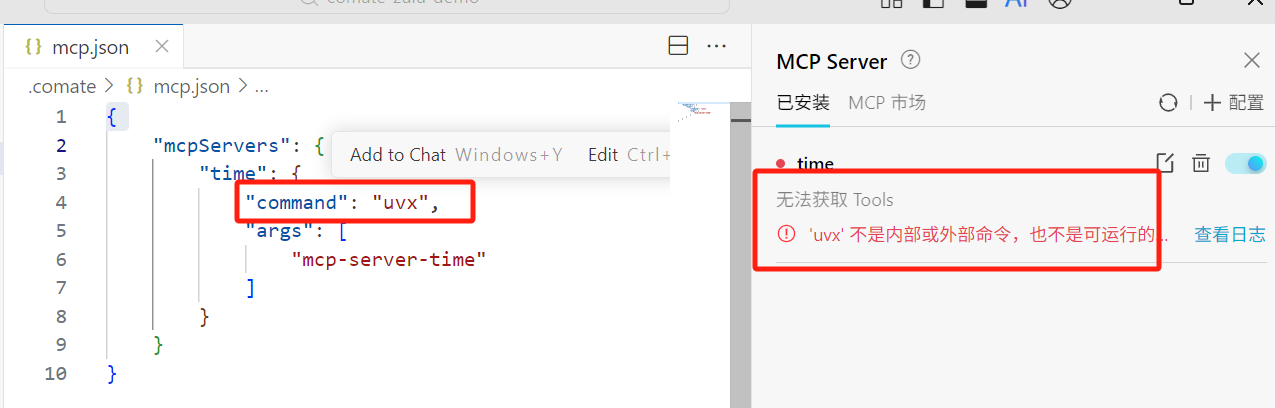 comate-zulu-demo
mcp.json
.comate > mcp.json > ...
1 {
2 "mcpServers": {
Add to Chat Windows+Y Edit Ctrl+
3 "time": {
4 "command": "uvx",
5 "args": [
6 "mcp-server-time"
7 ]
8 }
9 }
10 }
MCP Server
已安装 MCP 市场 配置
time
无法获取 Tools
'uvx' 不是内部或外部命令，也不是可运行的... 查看日志